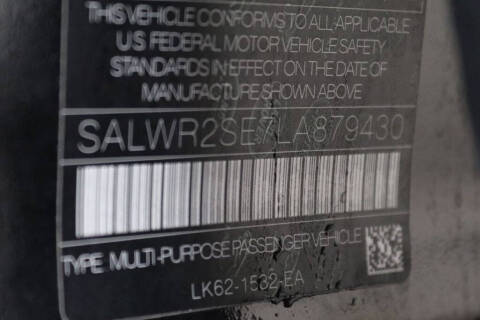 THIS VEHICLE CONFORMS TO ALL APPLICABLE
U.S FEDERAL MOTOR VEHICLE SAFETY
STANDARDS IN EFFECT ON THE DATE OF
MANUFACTURE SHOWN ABOVE
SALWR2SE7LA879430
TYPE MULTI-PURPOSE PASSENGER VEHICLE
LK62-1532-EA